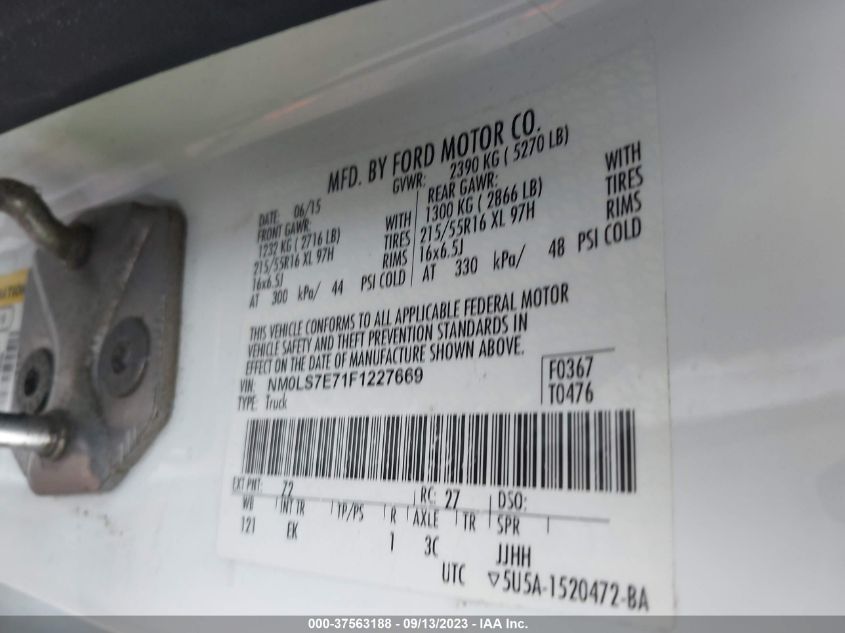 MFD. BY FORD MOTOR CO.
DATE: 06/15 GVWR: 2390 KG ( 5270 LB)
FRONT GAWR: REAR GAWR:
1232 KG ( 2716 LB) WITH 1300 KG ( 2866 LB) WITH
215/55R16 XL 97H TIRES 215/55R16 XL 97H TIRES
16x6.5J RIMS 16x6.5J RIMS
AT 300 kPa/ 44 PSI COLD AT 330 kPa/ 48 PSI COLD
THIS VEHICLE CONFORMS TO ALL APPLICABLE FEDERAL MOTOR
VEHICLE SAFETY AND THEFT PREVENTION STANDARDS IN
EFFECT ON THE DATE OF MANUFACTURE SHOWN ABOVE.
VIN: NM0LS7E71F1227669 F0367
TYPE: Truck T0476
EXT PNT: Z2 RC: 27 DSO:
WB INT TR TP/PS R AXLE TR SPR
121 EK 1 3C JJHH
UTC ▽5U5A-1520472-BA
000-37563188 - 09/13/2023 - IAA Inc.